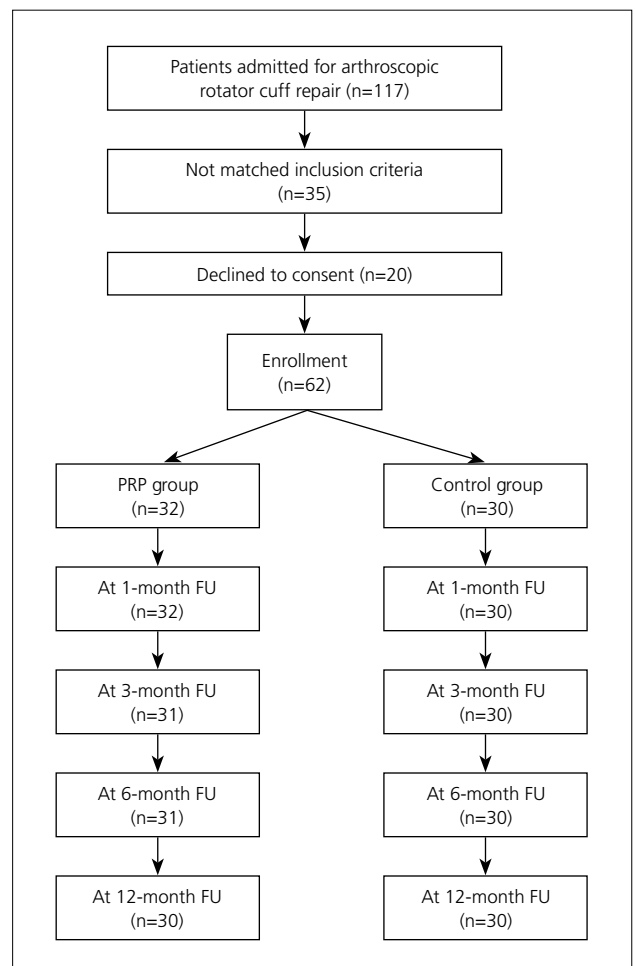 Patients admitted for arthroscopic
rotator cuff repair (n=117)
Not matched inclusion criteria
(n=35)
Declined to consent (n=20)
Enrollment
(n=62)
PRP group
(n=32)
Control group
(n=30)
At 1-month FU
(n=32)
At 1-month FU
(n=30)
At 3-month FU
(n=31)
At 3-month FU
(n=30)
At 6-month FU
(n=31)
At 6-month FU
(n=30)
At 12-month FU
(n=30)
At 12-month FU
(n=30)